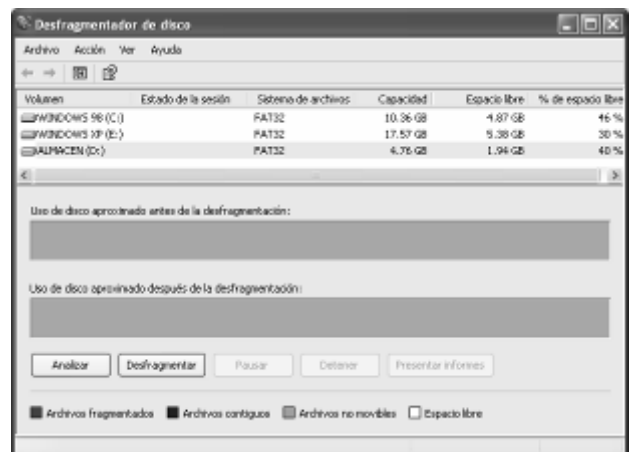 Desfragmentador de disco
Archivo Acción Ver Ayuda
Volumen Estado de la sesión Sistema de archivos Capacidad Espacio libre % de espacio libre
WINDOWS 98 (C:) FAT32 10.36 GB 4.87 GB 46 %
WINDOWS XP (E:) FAT32 17.57 GB 5.38 GB 30 %
ALMACEN (D:) FAT32 4.76 GB 1.94 GB 40 %
Uso de disco aproximado antes de la desfragmentación:
Uso de disco aproximado después de la desfragmentación:
Analizar Desfragmentar Pausar Detener Presentar informes
Archivos fragmentados Archivos contiguos Archivos no movibles Espacio libre